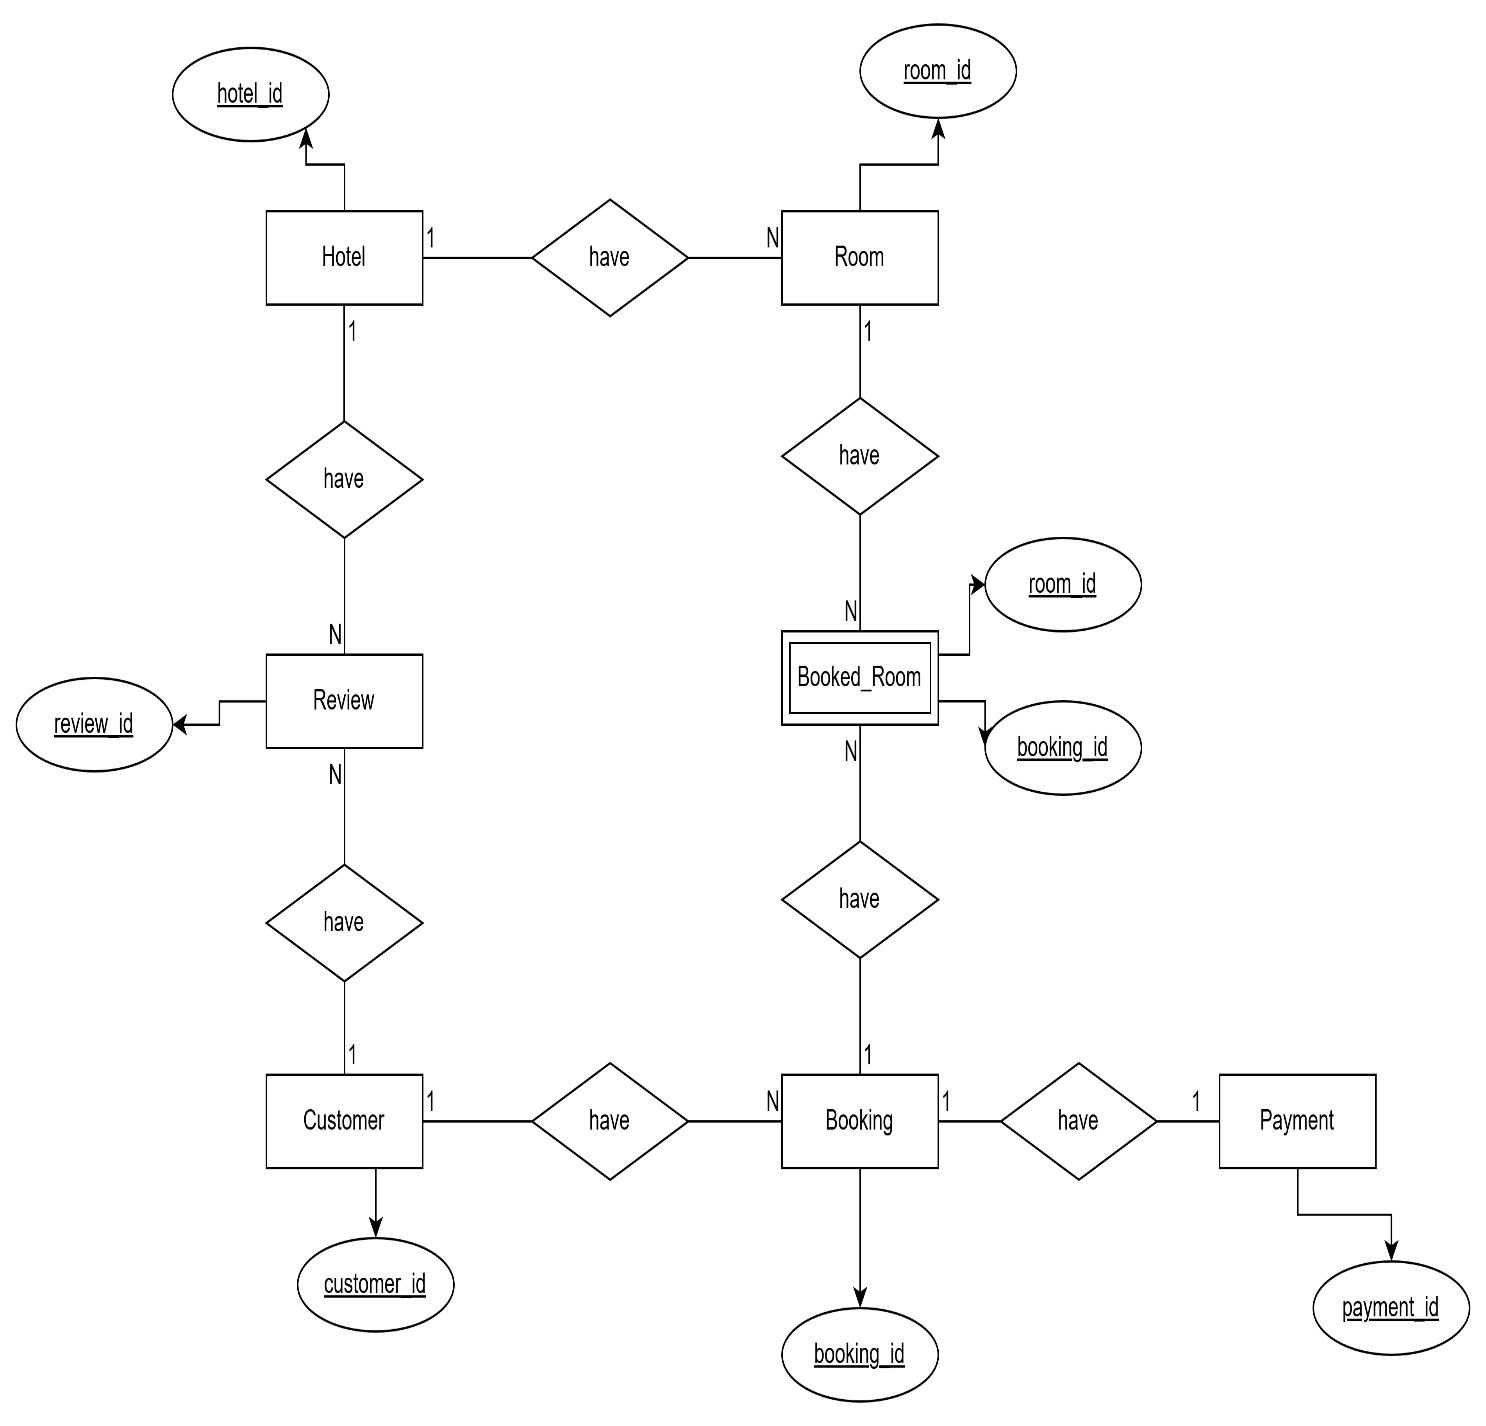 room_id
hotel_id
1
N
Hotel
have
Room
1
1
have
have
room_id
N
N
Booked_Room
Review
review_id
booking_id
N
N
have
have
1
1
1
N
1
1
Customer
have
Booking
have
Payment
customer_id
payment_id
booking_id